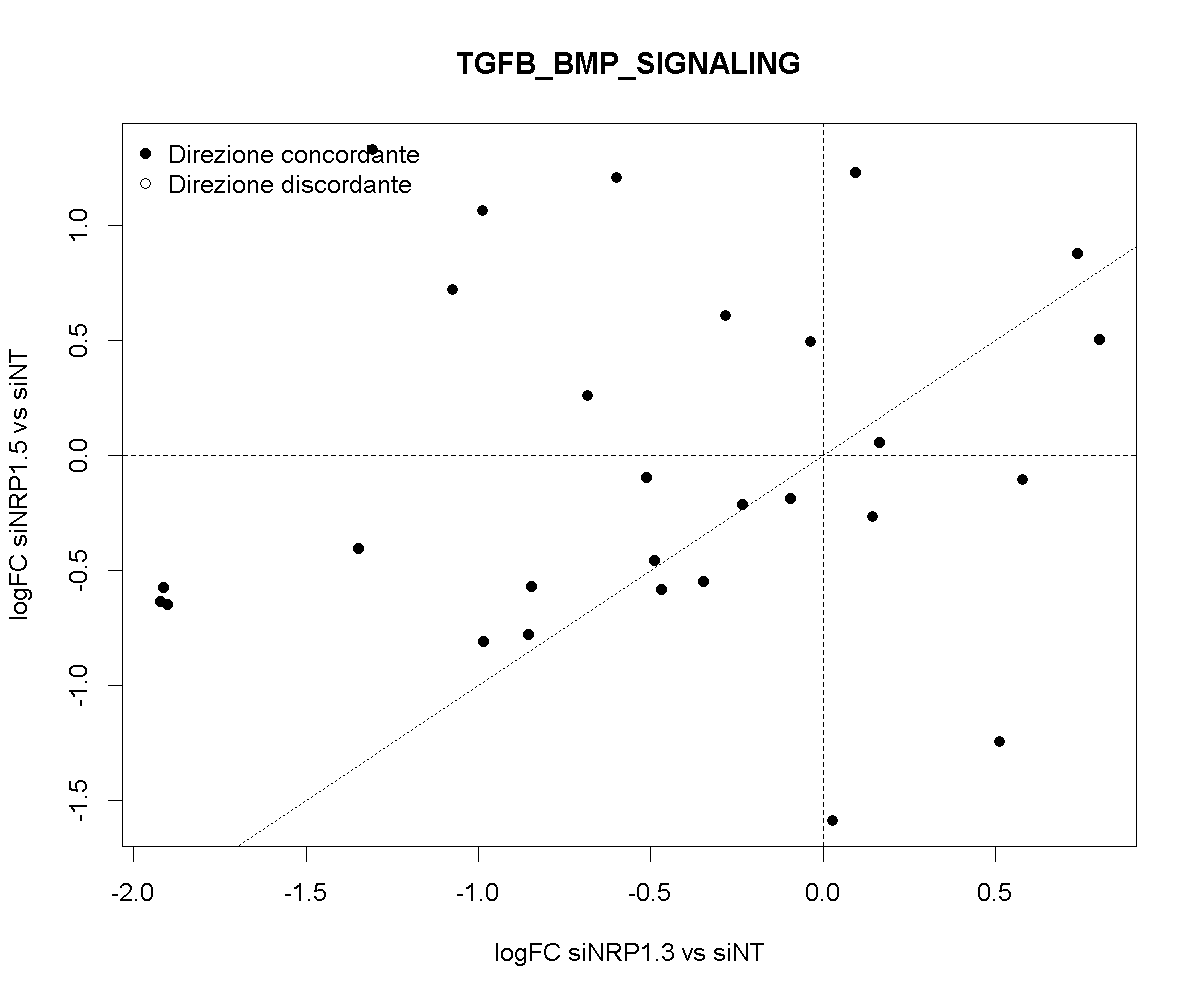 TGFB_BMP_SIGNALING
Direzione concordante
Direzione discordante
logFC siNRP1.5 vs siNT
1.0
0.5
0.0
-0.5
-1.0
-1.5
-2.0 -1.5 -1.0 -0.5 0.0 0.5
logFC siNRP1.3 vs siNT